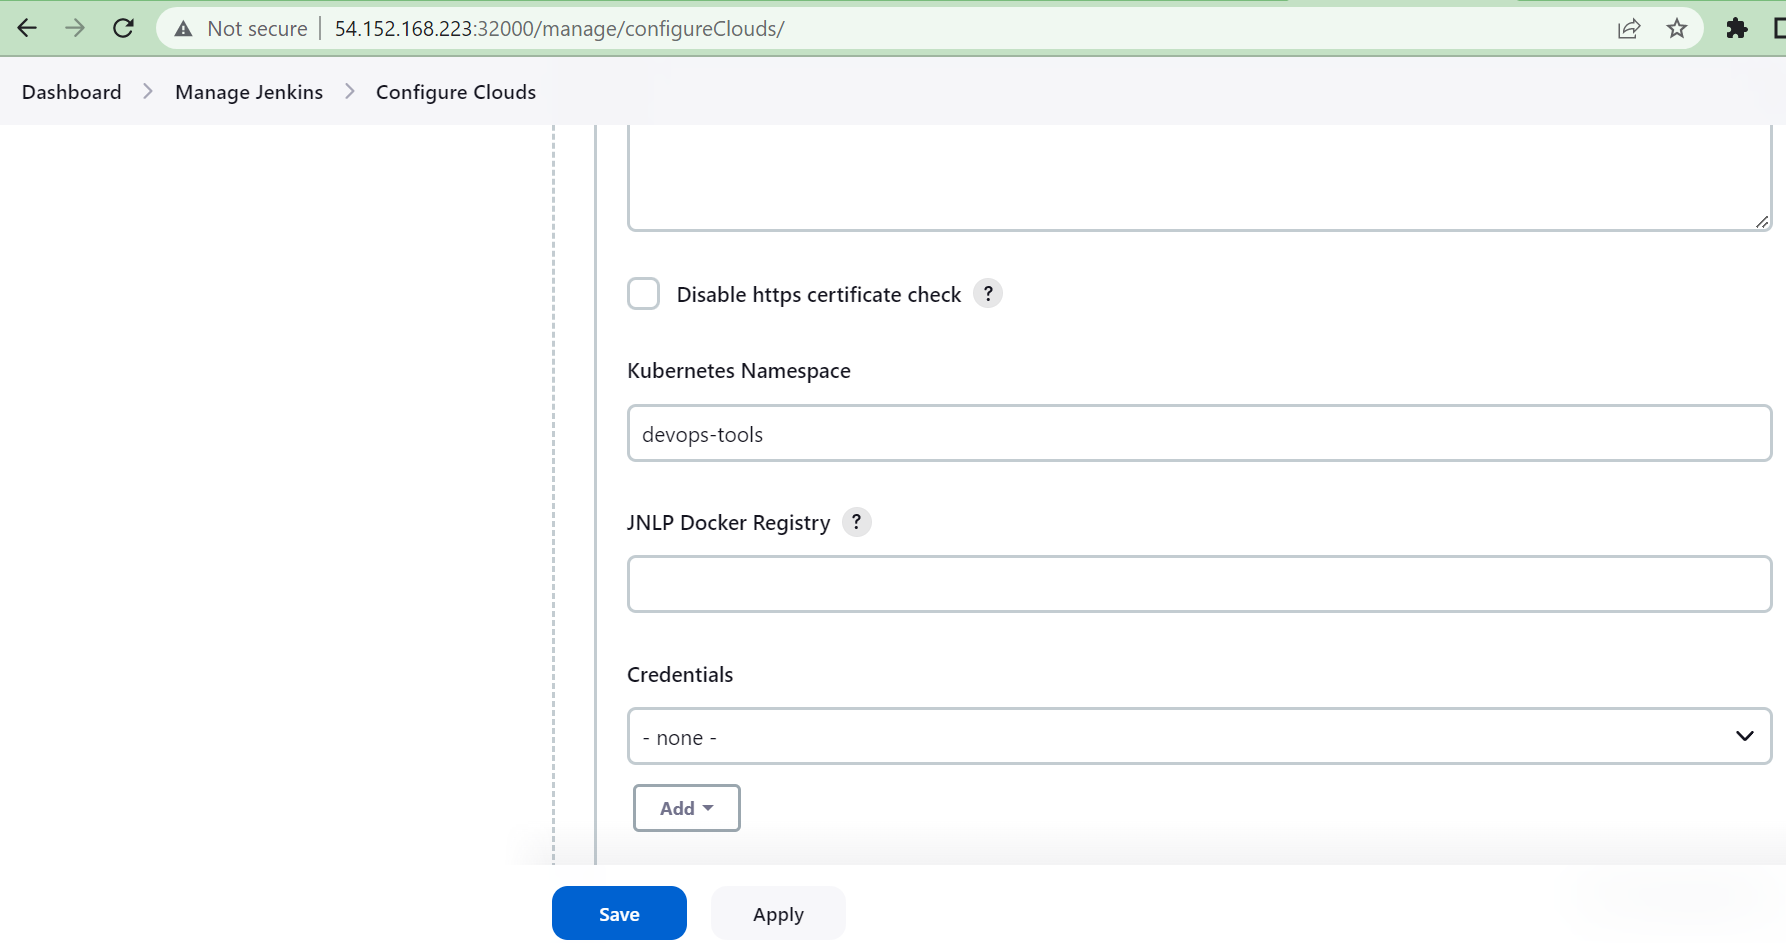 Not secure 54.152.168.223:32000/manage/configureClouds/
Dashboard Manage Jenkins Configure Clouds
Disable https certificate check ?
Kubernetes Namespace
devops-tools
JNLP Docker Registry ?
Credentials
- none -
Add
Save Apply